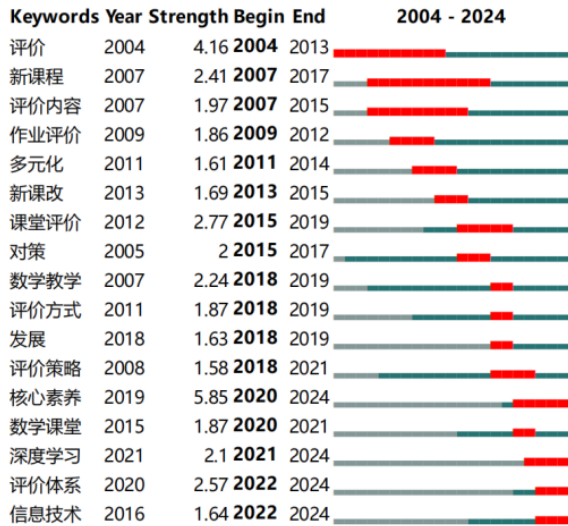 Keywords Year Strength Begin End 2004 - 2024
评价 2004 4.16 2004 2013
新课程 2007 2.41 2007 2017
评价内容 2007 1.97 2007 2015
作业评价 2009 1.86 2009 2012
多元化 2011 1.61 2011 2014
新课改 2013 1.69 2013 2015
课堂评价 2012 2.77 2015 2019
对策 2005 2 2015 2017
数学教学 2007 2.24 2018 2019
评价方式 2011 1.87 2018 2019
发展 2018 1.63 2018 2019
评价策略 2008 1.58 2018 2021
核心素养 2019 5.85 2020 2024
数学课堂 2015 1.87 2020 2021
深度学习 2021 2.1 2021 2024
评价体系 2020 2.57 2022 2024
信息技术 2016 1.64 2022 2024